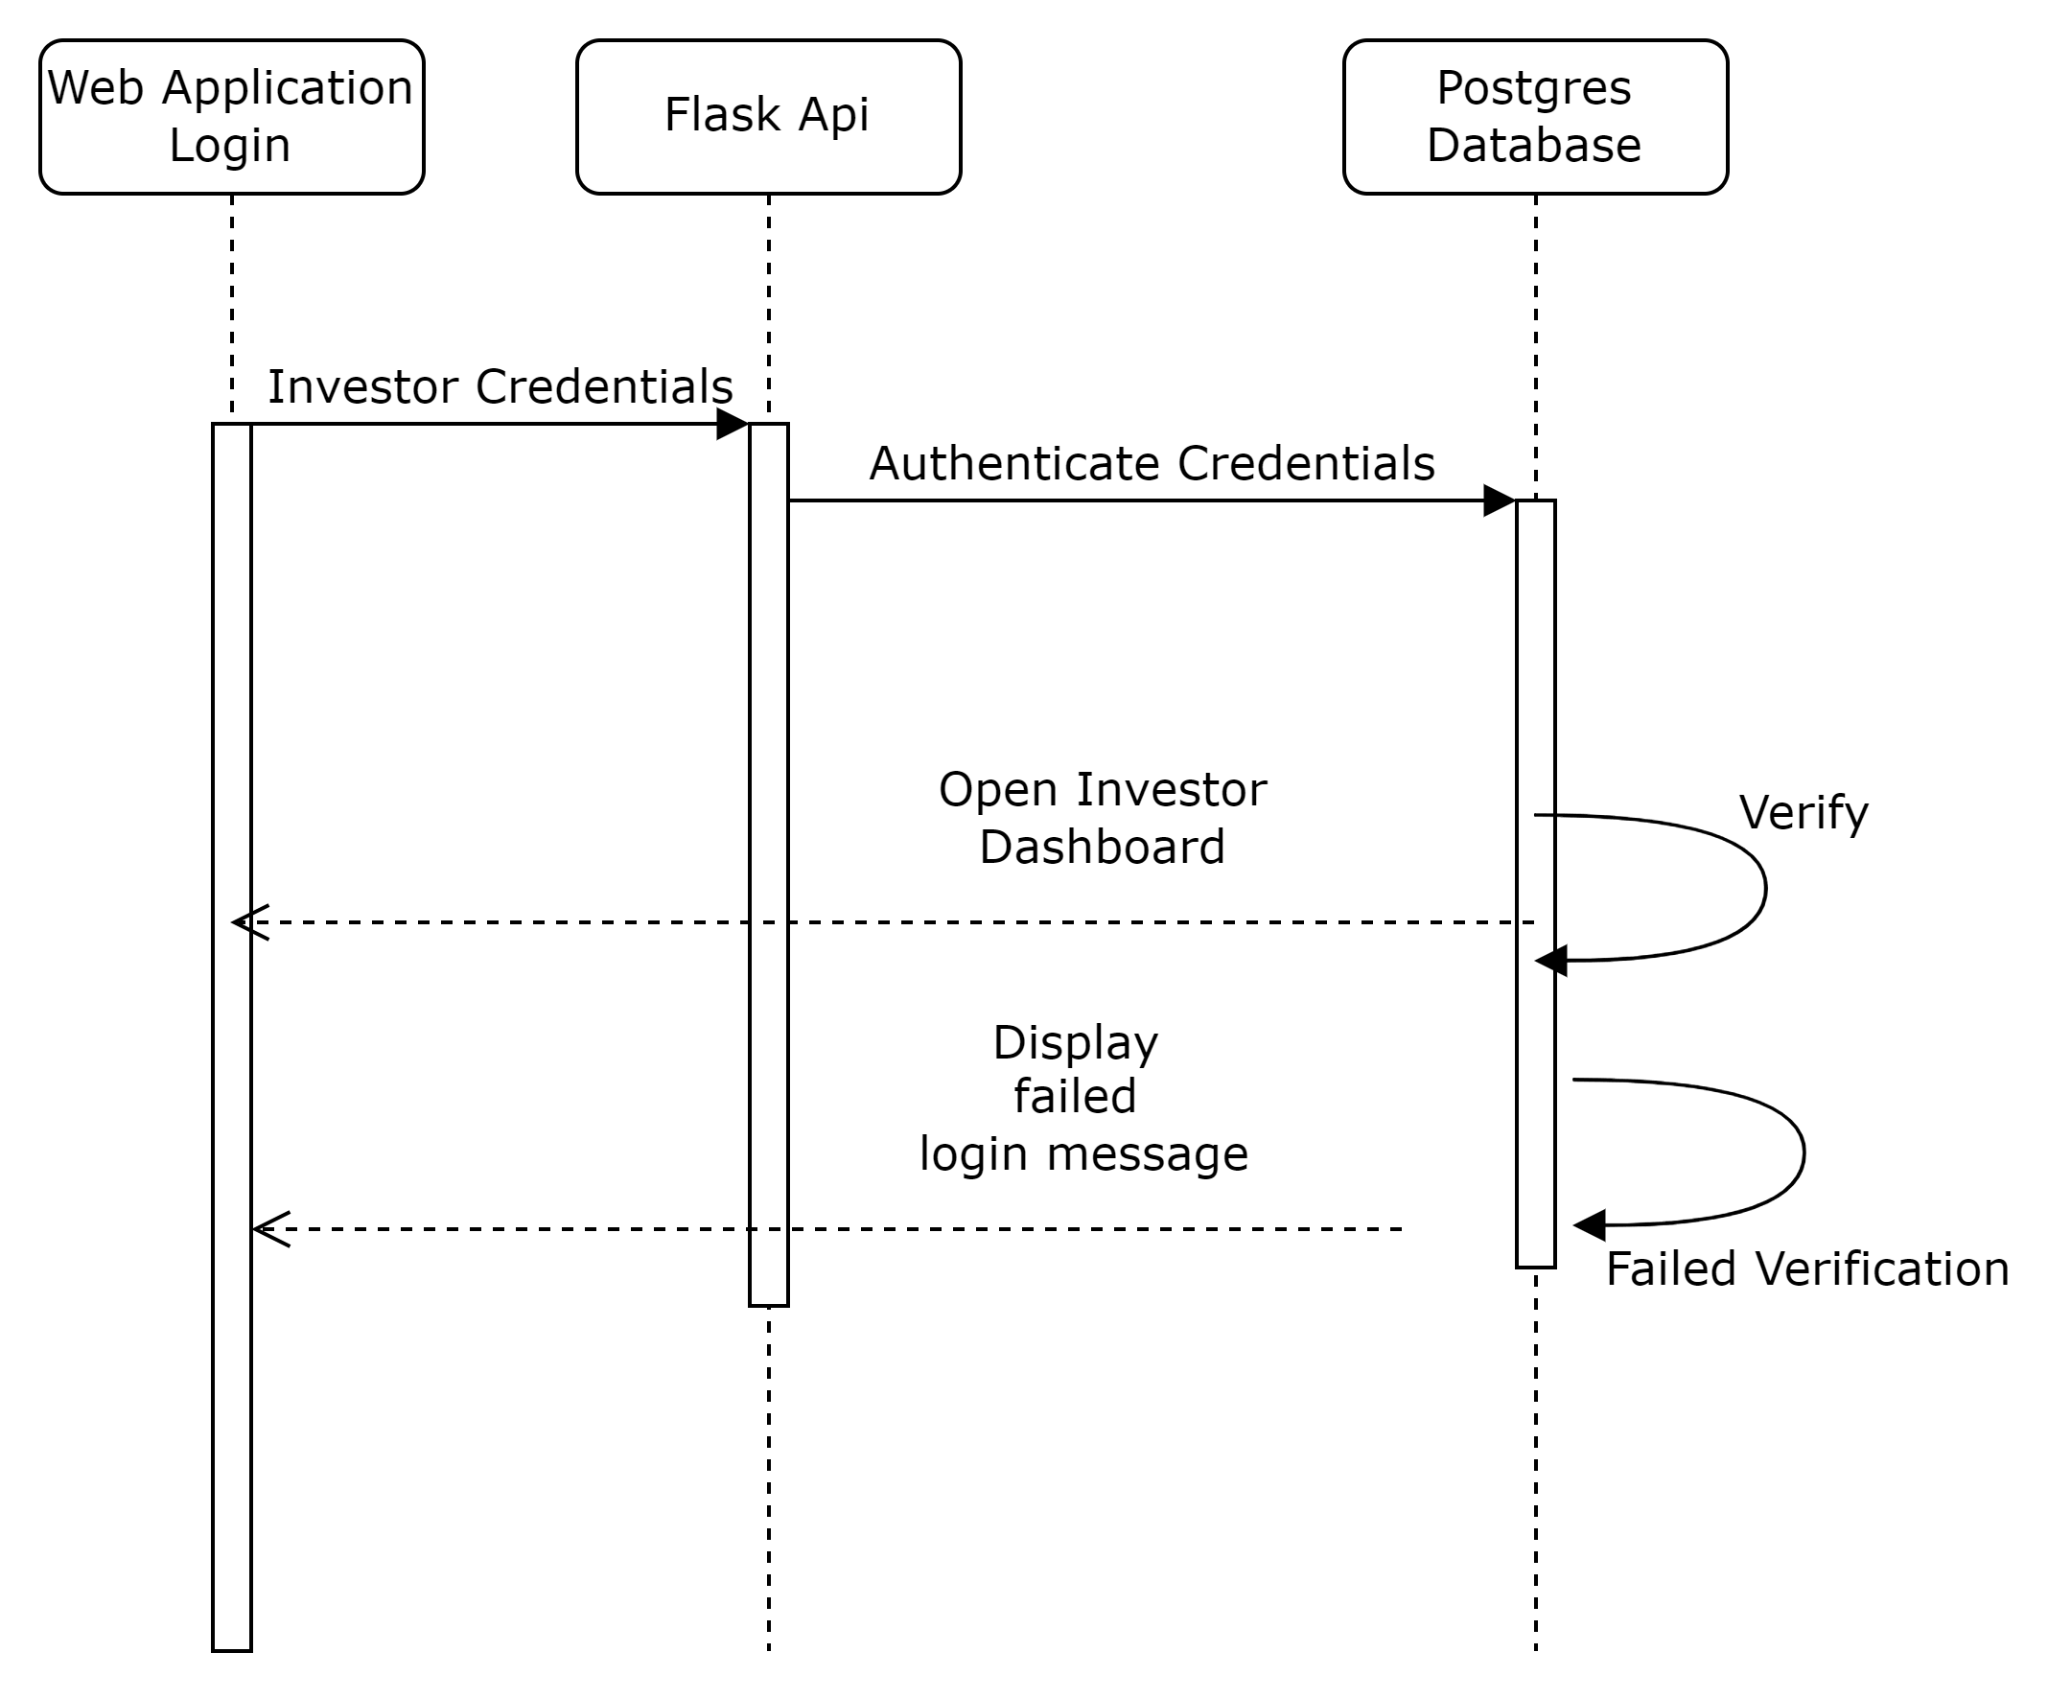 Web Application
Login
Flask Api
Postgres
Database
Investor Credentials
Authenticate Credentials
Open Investor
Dashboard
Verify
Display
failed
login message
Failed Verification